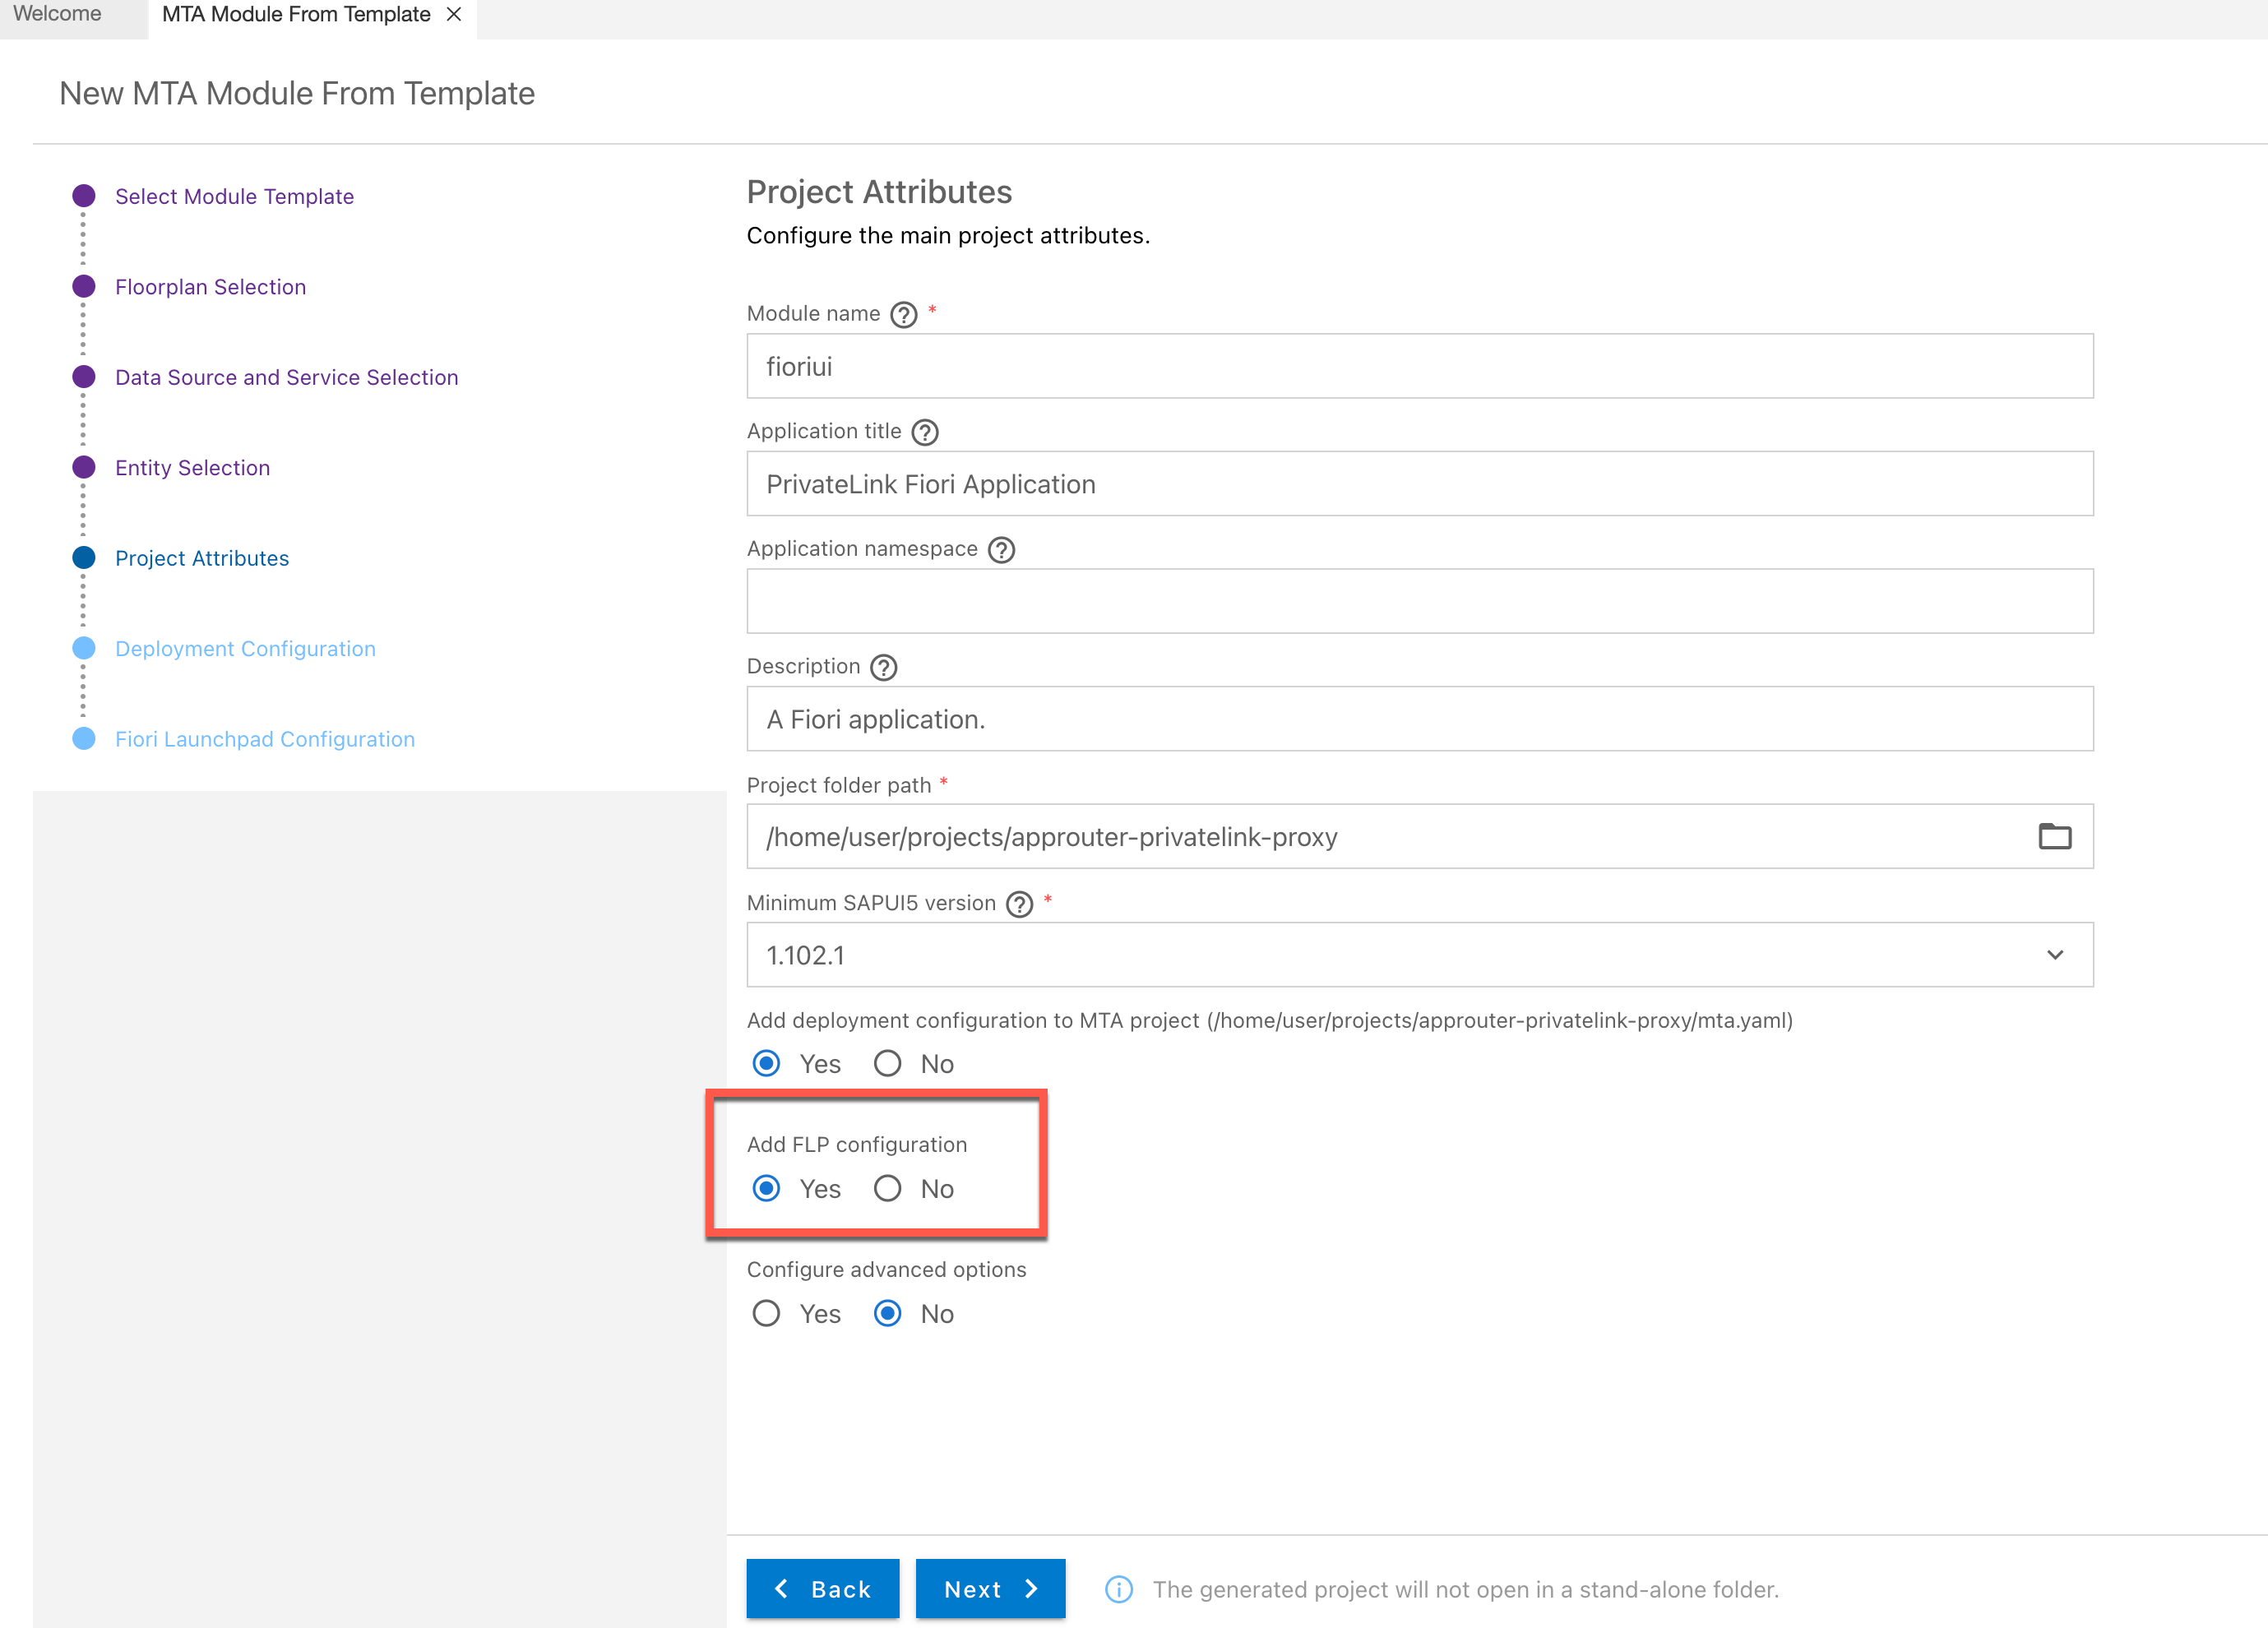 Welcome
MTA Module From Template
New MTA Module From Template
Select Module Template
Floorplan Selection
Data Source and Service Selection
Entity Selection
Project Attributes
Deployment Configuration
Fiori Launchpad Configuration
Project Attributes
Configure the main project attributes.
Module name *
fioriui
Application title
PrivateLink Fiori Application
Application namespace
Description
A Fiori application.
Project folder path *
/home/user/projects/approuter-privatelink-proxy
Minimum SAPUI5 version *
1.102.1
Add deployment configuration to MTA project (/home/user/projects/approuter-privatelink-proxy/mta.yaml)
Yes No
Add FLP configuration
Yes No
Configure advanced options
Yes No
Back Next The generated project will not open in a stand-alone folder.